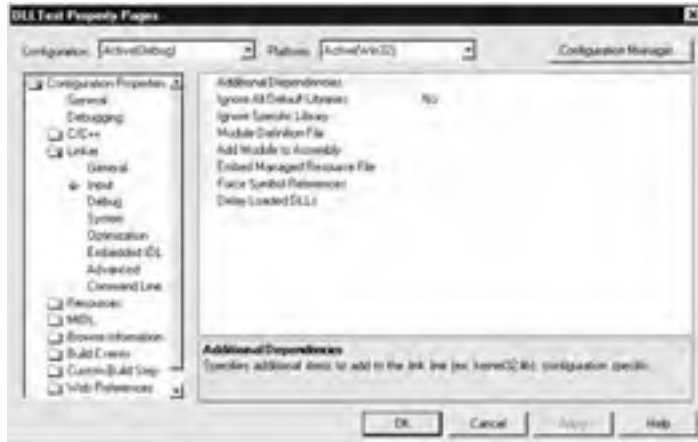 DLLTest Property Pages
Configuration: Active(Debug) Platform: Active(Win32) Configuration Manager
Configuration Properties
General
Debugging
C/C++
Linker
General
Input
Debug
System
Optimization
Embedded IDL
Advanced
Command Line
Resources
MIDL
Browse Information
Build Events
Custom Build Step
Web References
Additional Dependencies
Ignore All Default Libraries No
Ignore Specific Library
Module Definition File
Add Module to Assembly
Embed Managed Resource File
Force Symbol References
Delay Loaded DLLs
Additional Dependencies
Specifies additional items to add to the link line (ex: kernel32.lib); configuration specific.
OK Cancel Apply Help